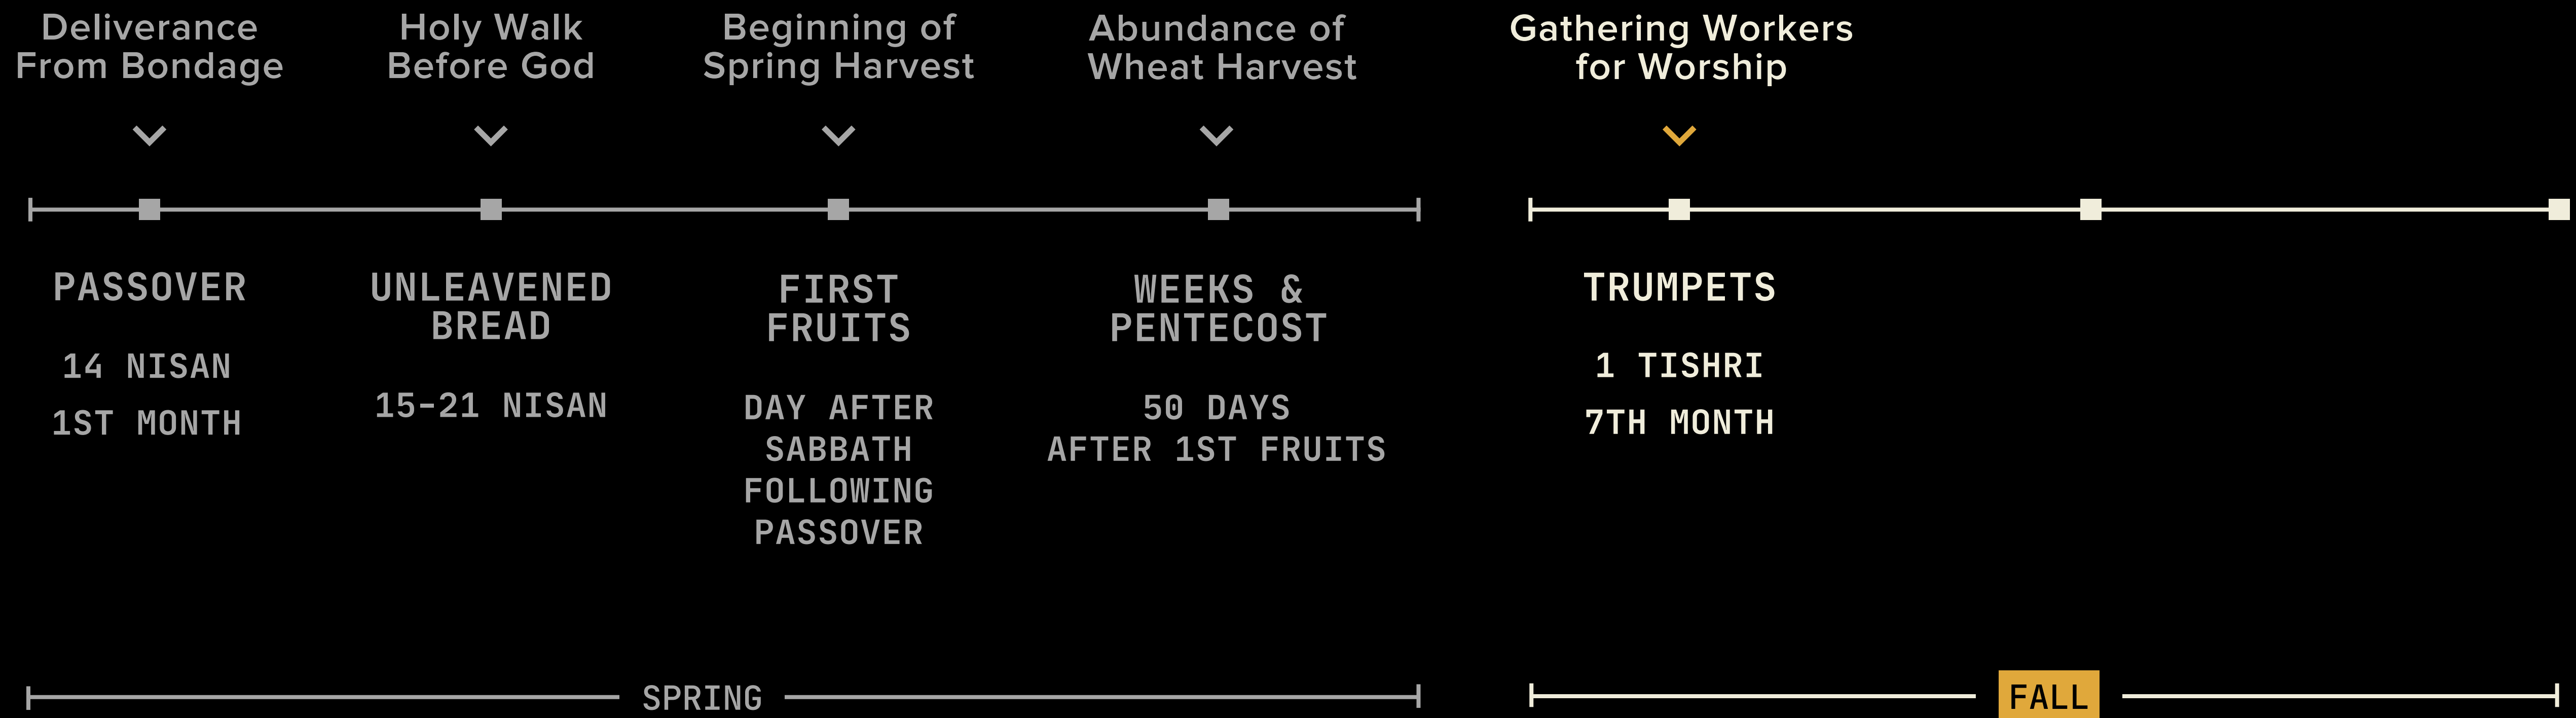 Deliverance
From Bondage
Holy Walk
Before God
Beginning of
Spring Harvest
Abundance of
Wheat Harvest
Gathering Workers
for Worship
PASSOVER
14 NISAN
1ST MONTH
UNLEAVENED
BREAD
15-21 NISAN
FIRST
FRUITS
DAY AFTER
SABBATH
FOLLOWING
PASSOVER
WEEKS &
PENTECOST
50 DAYS
AFTER 1ST FRUITS
TRUMPETS
1 TISHRI
7TH MONTH
SPRING
FALL